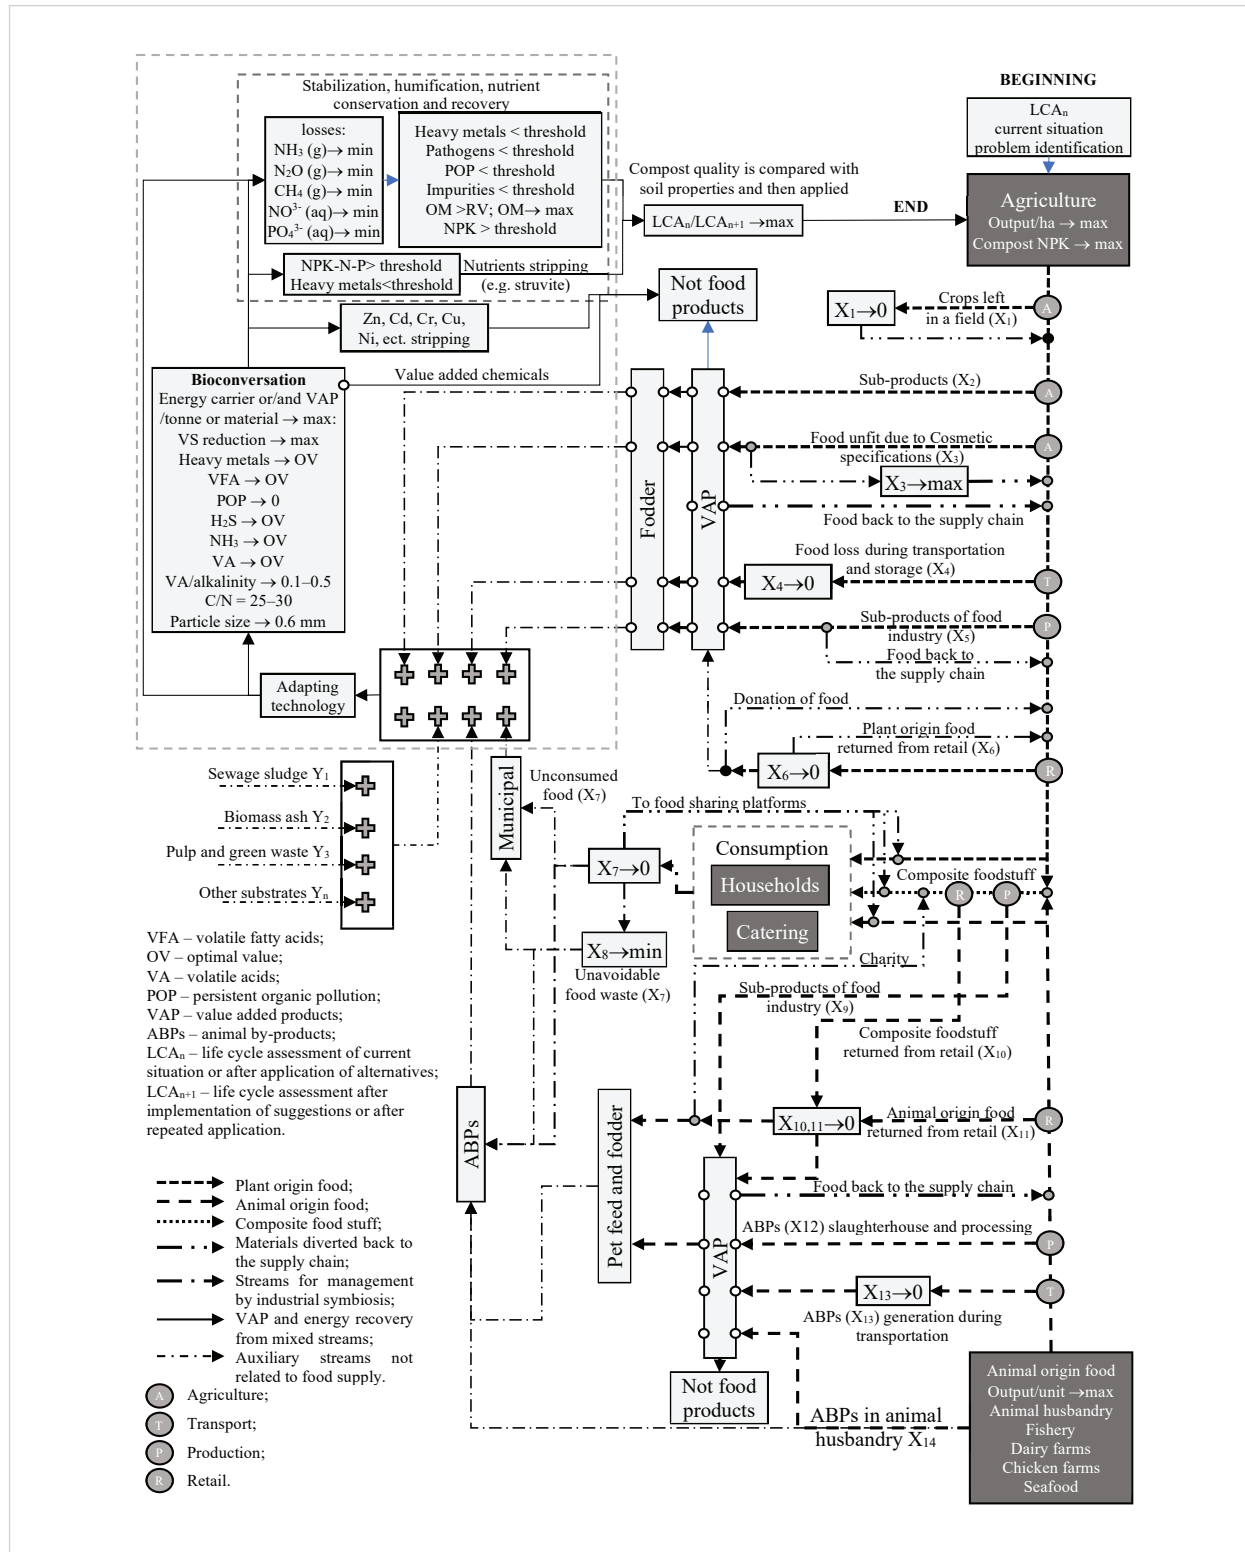 BEGINNING
LCAn
current situation
problem identification
Agriculture
Output/ha → max
Compost NPK → max
Stabilization, humification, nutrient
conservation and recovery
losses:
NH₃ (g)→ min
N₂O (g)→ min
CH₄ (g)→ min
NO³⁻ (aq)→ min
PO₄³⁻ (aq)→ min
Heavy metals < threshold
Pathogens < threshold
POP < threshold
Impurities < threshold
OM >RV; OM→ max
NPK > threshold
Compost quality is compared with
soil properties and then applied
LCAn/LCAn+1 →max
END
NPK-N-P> threshold
Heavy metals<threshold
Nutrients stripping
(e.g. struvite)
Zn, Cd, Cr, Cu,
Ni, ect. stripping
Not food
products
X₁→0
Crops left
in a field (X₁)
A
Bioconversation
Energy carrier or/and VAP
/tonne or material → max:
VS reduction → max
Heavy metals → OV
VFA → OV
POP → 0
H₂S → OV
NH₃ → OV
VA → OV
VA/alkalinity → 0.1–0.5
C/N = 25–30
Particle size → 0.6 mm
Value added chemicals
Fodder
VAP
Sub-products (X₂)
A
Food unfit due to Cosmetic
specifications (X₃)
A
X₃→max
Food back to the supply chain
Food loss during transportation
and storage (X₄)
X₄→0
T
Sub-products of food
industry (X₅)
P
Food back to
the supply chain
Adapting
technology
Donation of food
Plant origin food
returned from retail (X₆)
X₆→0
R
Sewage sludge Y₁
Biomass ash Y₂
Pulp and green waste Y₃
Other substrates Yn
Municipal
Unconsumed
food (X₇)
To food sharing platforms
X₇→0
Consumption
Households
Catering
Composite foodstuff
R
P
X₈→min
Unavoidable
food waste (X₇)
Charity
Sub-products of food
industry (X₉)
Composite foodstuff
returned from retail (X₁₀)
VFA – volatile fatty acids;
OV – optimal value;
VA – volatile acids;
POP – persistent organic pollution;
VAP – value added products;
ABPs – animal by-products;
LCAn – life cycle assessment of current
situation or after application of alternatives;
LCAn+1 – life cycle assessment after
implementation of suggestions or after
repeated application.
ABPs
Pet feed and fodder
X₁₀,₁₁→0
Animal origin food
returned from retail (X₁₁)
R
VAP
Food back to the supply chain
ABPs (X12) slaughterhouse and processing
P
X₁₃→0
T
ABPs (X₁₃) generation during
transportation
Not food
products
ABPs in animal
husbandry X₁₄
Animal origin food
Output/unit →max
Animal husbandry
Fishery
Dairy farms
Chicken farms
Seafood
Plant origin food;
Animal origin food;
Composite food stuff;
Materials diverted back to
the supply chain;
Streams for management
by industrial symbiosis;
VAP and energy recovery
from mixed streams;
Auxiliary streams not
related to food supply.
A Agriculture;
T Transport;
P Production;
R Retail.